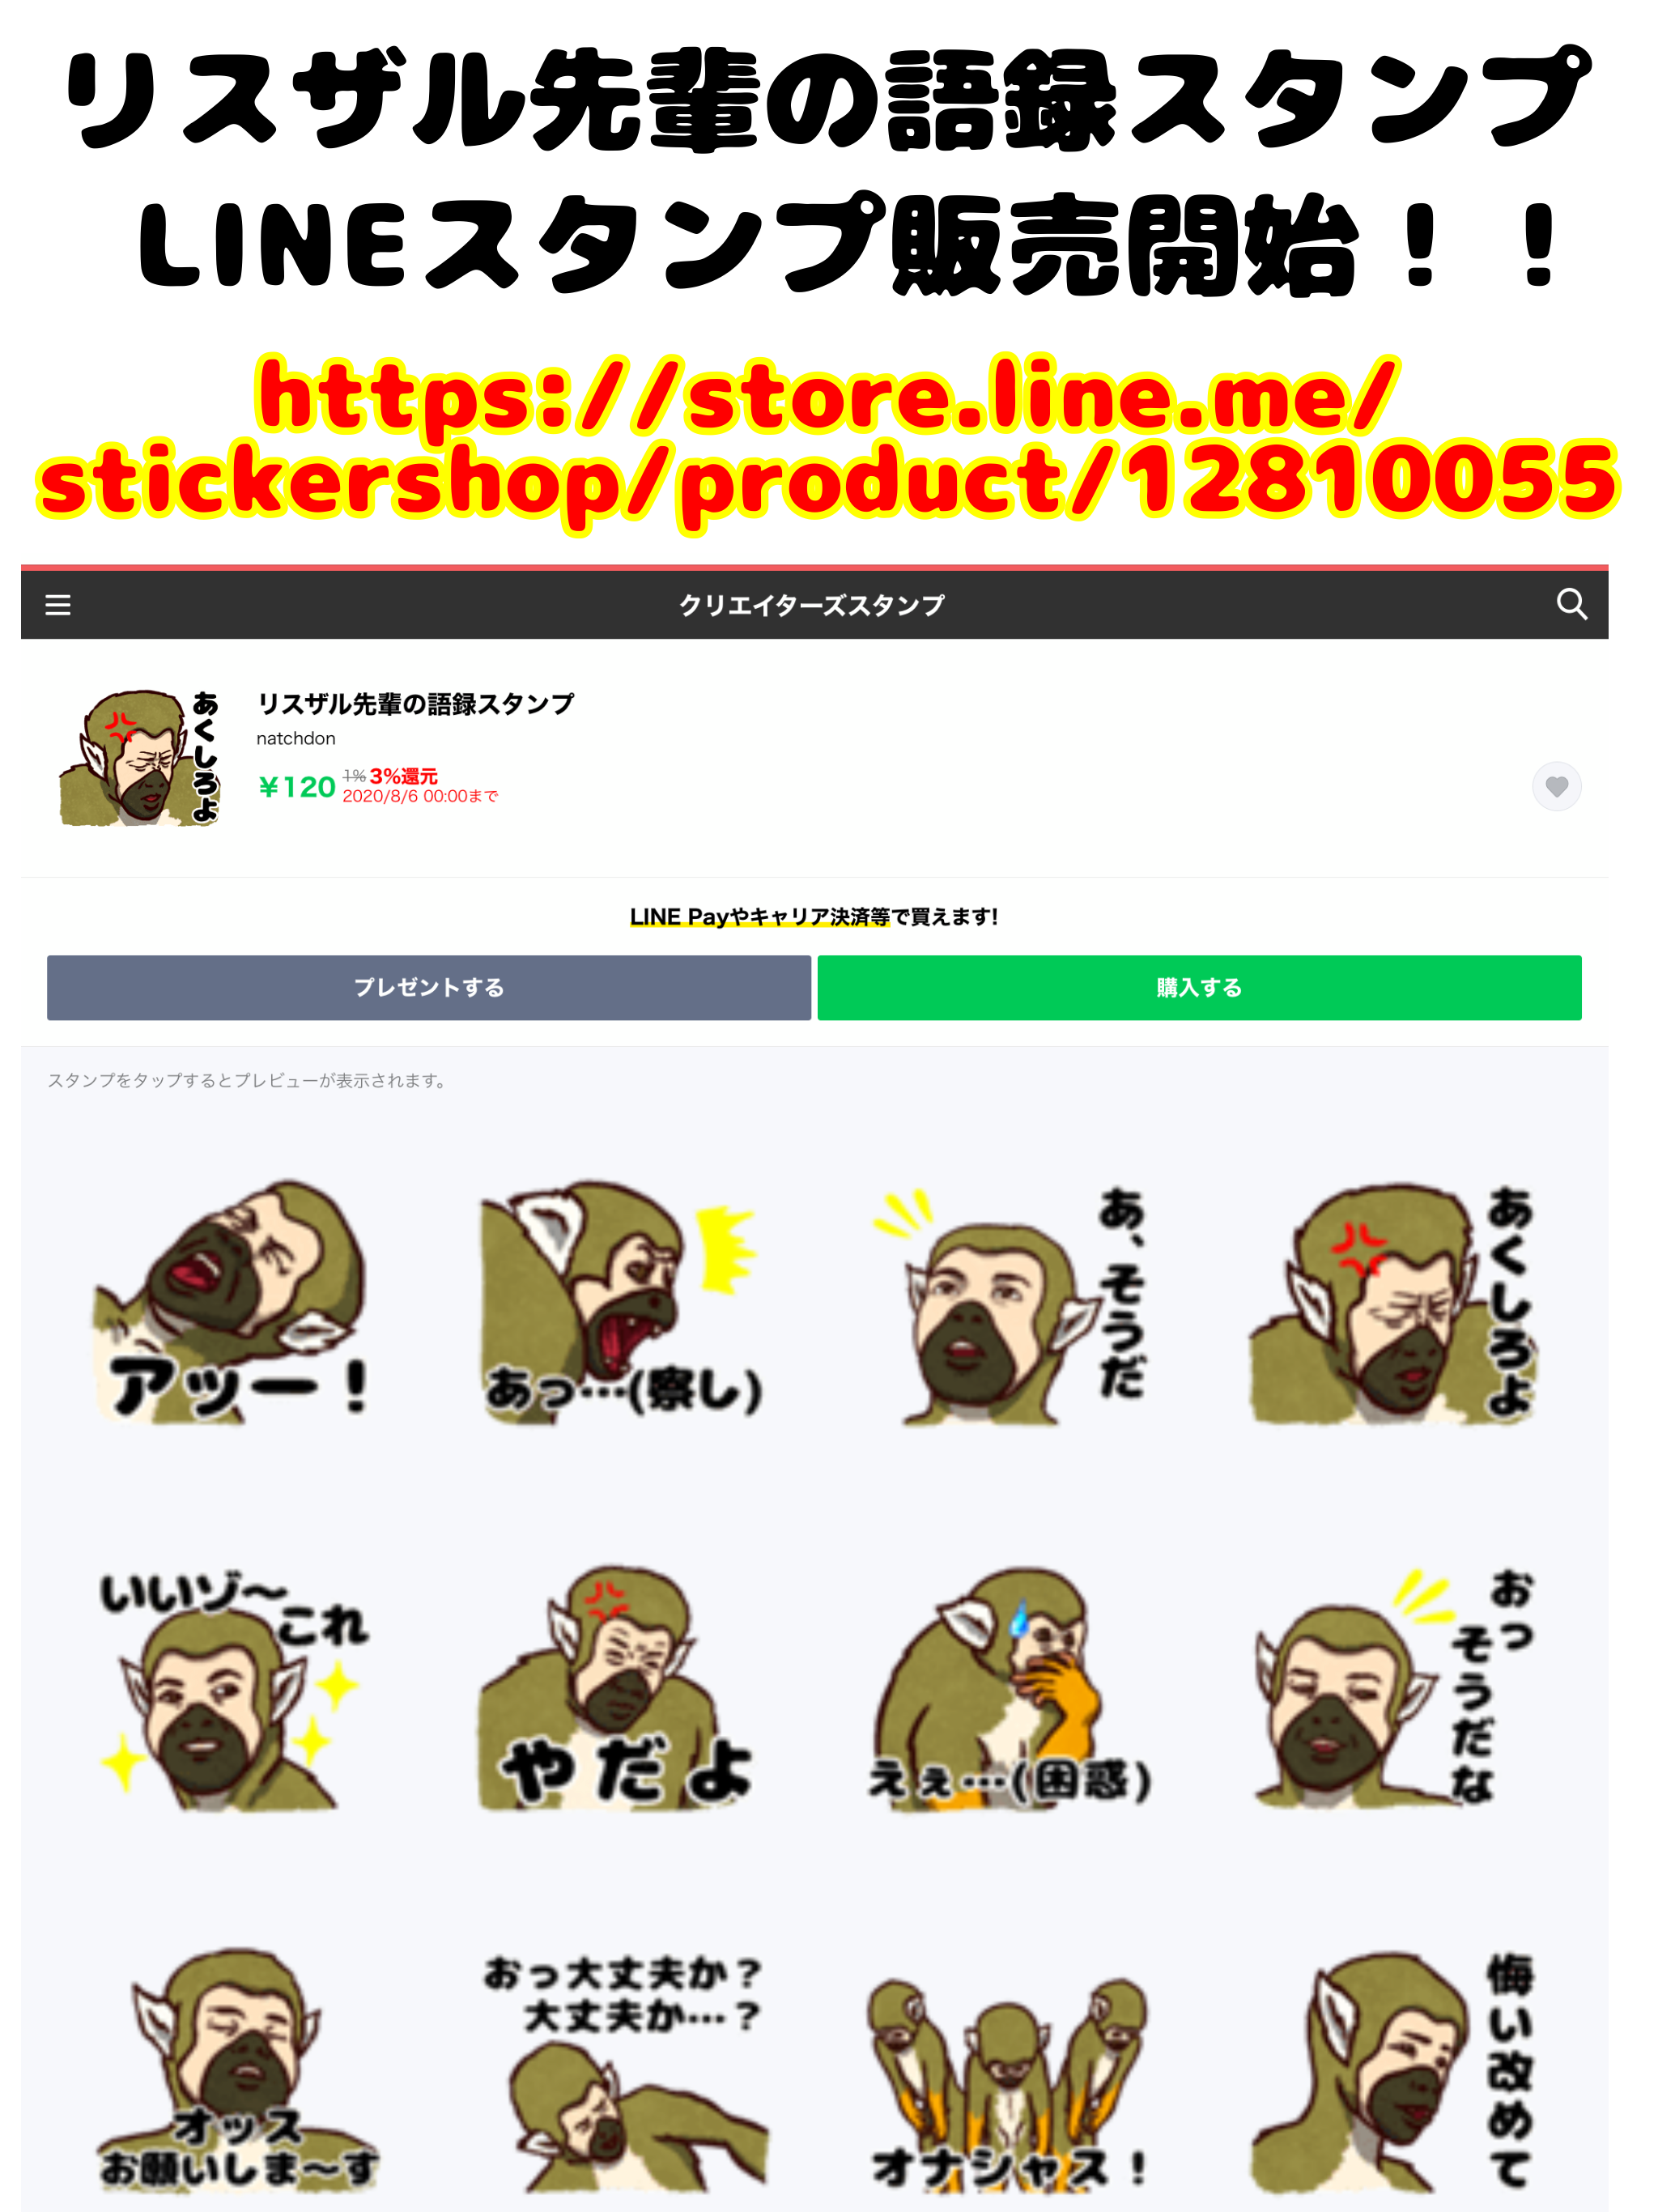 リスザル先輩の語録スタンプ
LINEスタンプ販売開始！！
https://store.line.me/
stickershop/product/12810055
クリエイターズスタンプ
あくしろよ
リスザル先輩の語録スタンプ
natchdon
￥120 1% 3%還元
2020/8/6 00:00まで
LINE Payやキャリア決済等で買えます!
プレゼントする
購入する
スタンプをタップするとプレビューが表示されます。
アッー！
あっ…(察し)
あ、そうだ
あくしろよ
いいゾ〜
これ
やだよ
えぇ…(困惑)
おっ
そうだな
オッス
お願いしま〜す
おっ大丈夫か？
大丈夫か…？
オナシャス！
悔い改めて